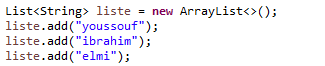 List<String> liste = new ArrayList<>();
liste.add("youssouf");
liste.add("ibrahim");
liste.add("elmi");